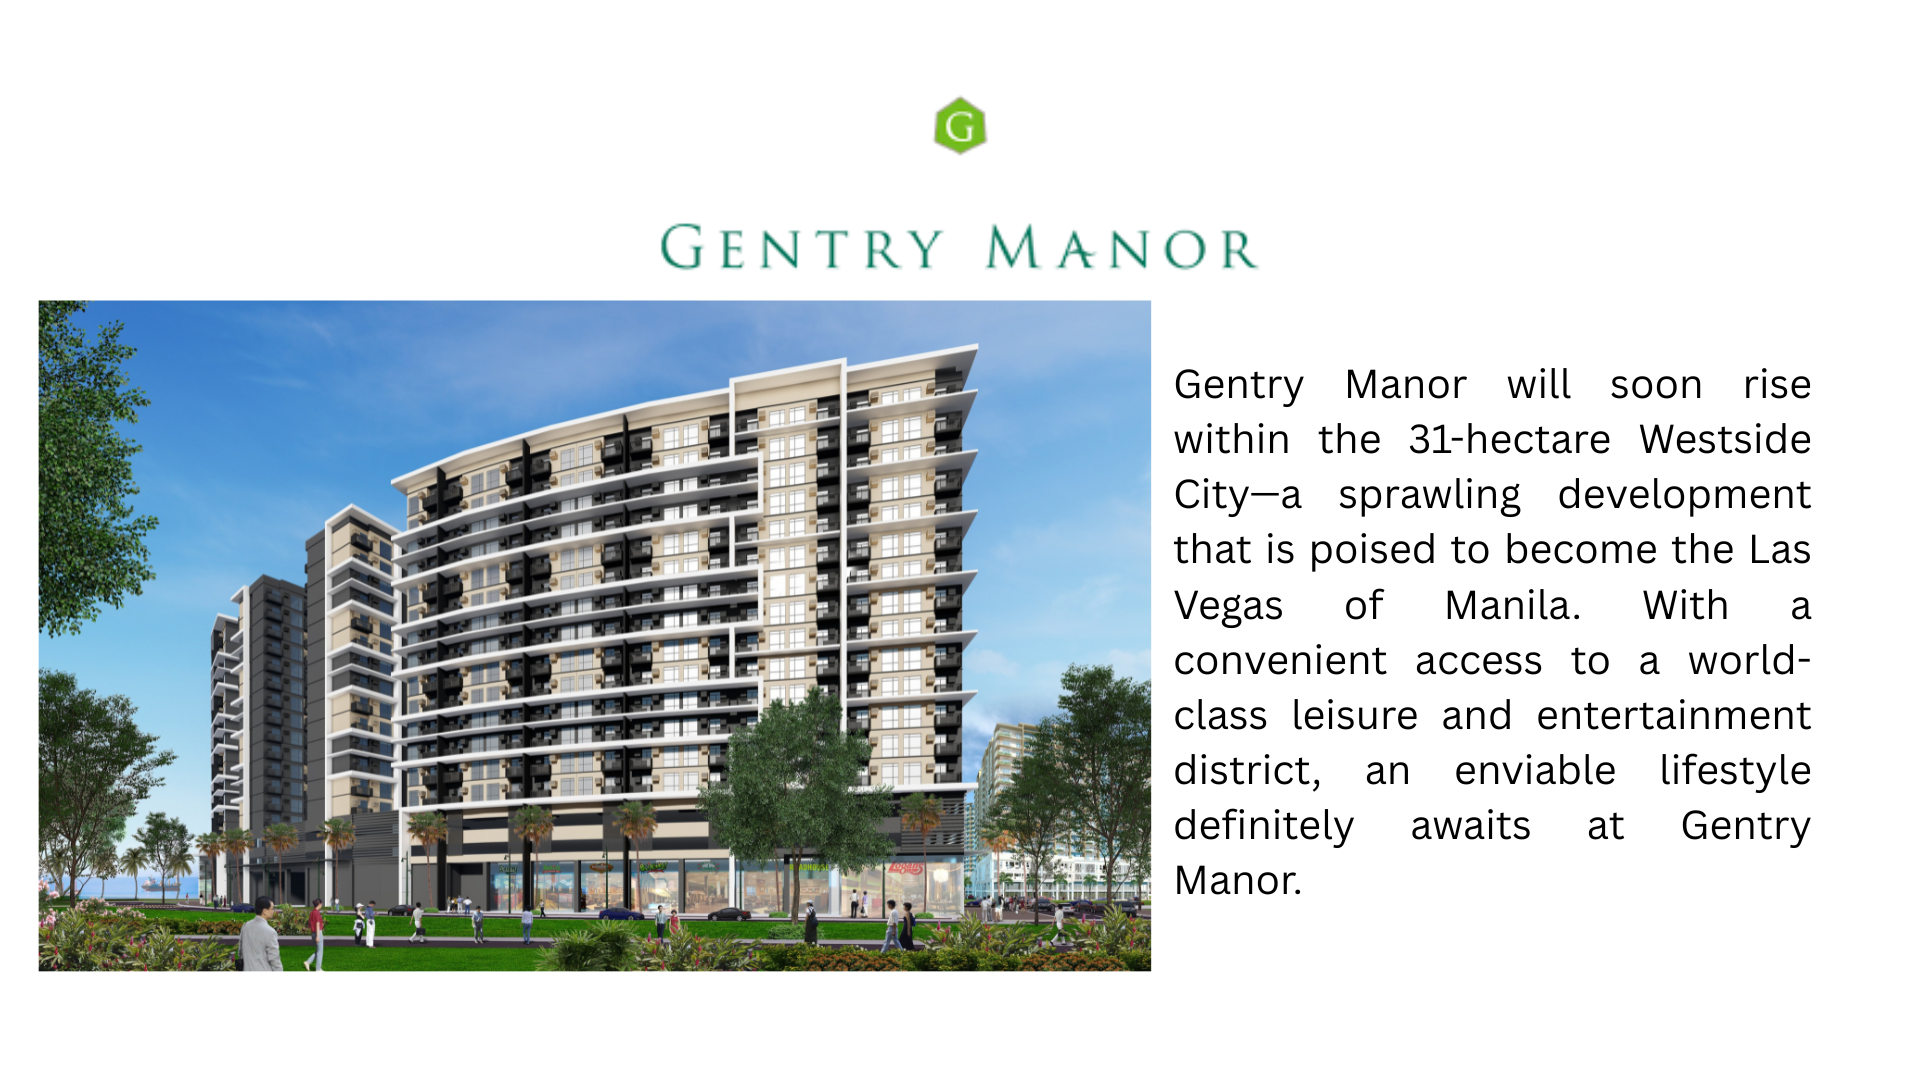 G
GENTRY MANOR
Gentry Manor will soon rise
within the 31-hectare Westside
City—a sprawling development
that is poised to become the Las
Vegas of Manila. With a
convenient access to a world-
class leisure and entertainment
district, an enviable lifestyle
definitely awaits at Gentry
Manor.